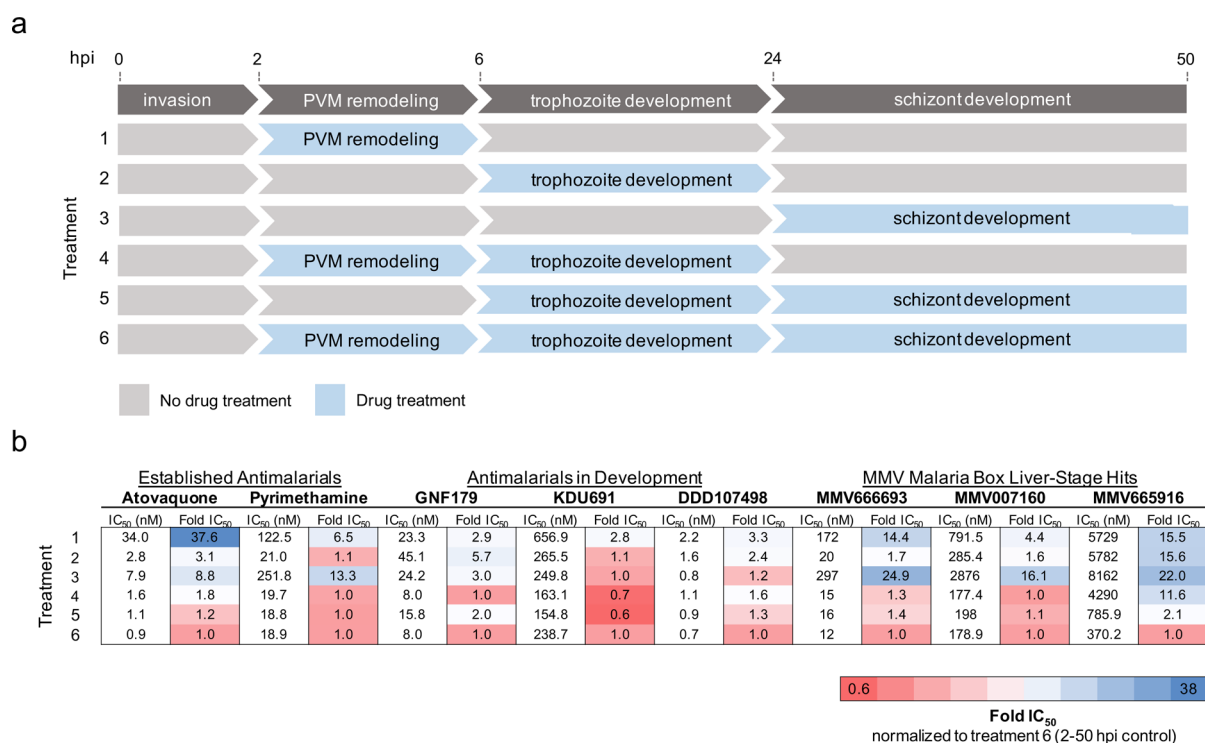 a
hpi 0 2 6 24 50
invasion PVM remodeling trophozoite development schizont development
1 PVM remodeling
2 trophozoite development
3 schizont development
4 PVM remodeling trophozoite development
5 trophozoite development schizont development
6 PVM remodeling trophozoite development schizont development
Treatment
No drug treatment Drug treatment
b
Established Antimalarials Antimalarials in Development MMV Malaria Box Liver-Stage Hits
Atovaquone Pyrimethamine GNF179 KDU691 DDD107498 MMV666693 MMV007160 MMV665916
IC50 (nM) Fold IC50 IC50 (nM) Fold IC50 IC50 (nM) Fold IC50 IC50 (nM) Fold IC50 IC50 (nM) Fold IC50 IC50 (nM) Fold IC50 IC50 (nM) Fold IC50 IC50 (nM) Fold IC50
1 34.0 37.6 122.5 6.5 23.3 2.9 656.9 2.8 2.2 3.3 172 14.4 791.5 4.4 5729 15.5
2 2.8 3.1 21.0 1.1 45.1 5.7 265.5 1.1 1.6 2.4 20 1.7 285.4 1.6 5782 15.6
3 7.9 8.8 251.8 13.3 24.2 3.0 249.8 1.0 0.8 1.2 297 24.9 2876 16.1 8162 22.0
4 1.6 1.8 19.7 1.0 8.0 1.0 163.1 0.7 1.1 1.6 15 1.3 177.4 1.0 4290 11.6
5 1.1 1.2 18.8 1.0 15.8 2.0 154.8 0.6 0.9 1.3 16 1.4 198 1.1 785.9 2.1
6 0.9 1.0 18.9 1.0 8.0 1.0 238.7 1.0 0.7 1.0 12 1.0 178.9 1.0 370.2 1.0
Treatment
0.6 38
Fold IC50
normalized to treatment 6 (2-50 hpi control)